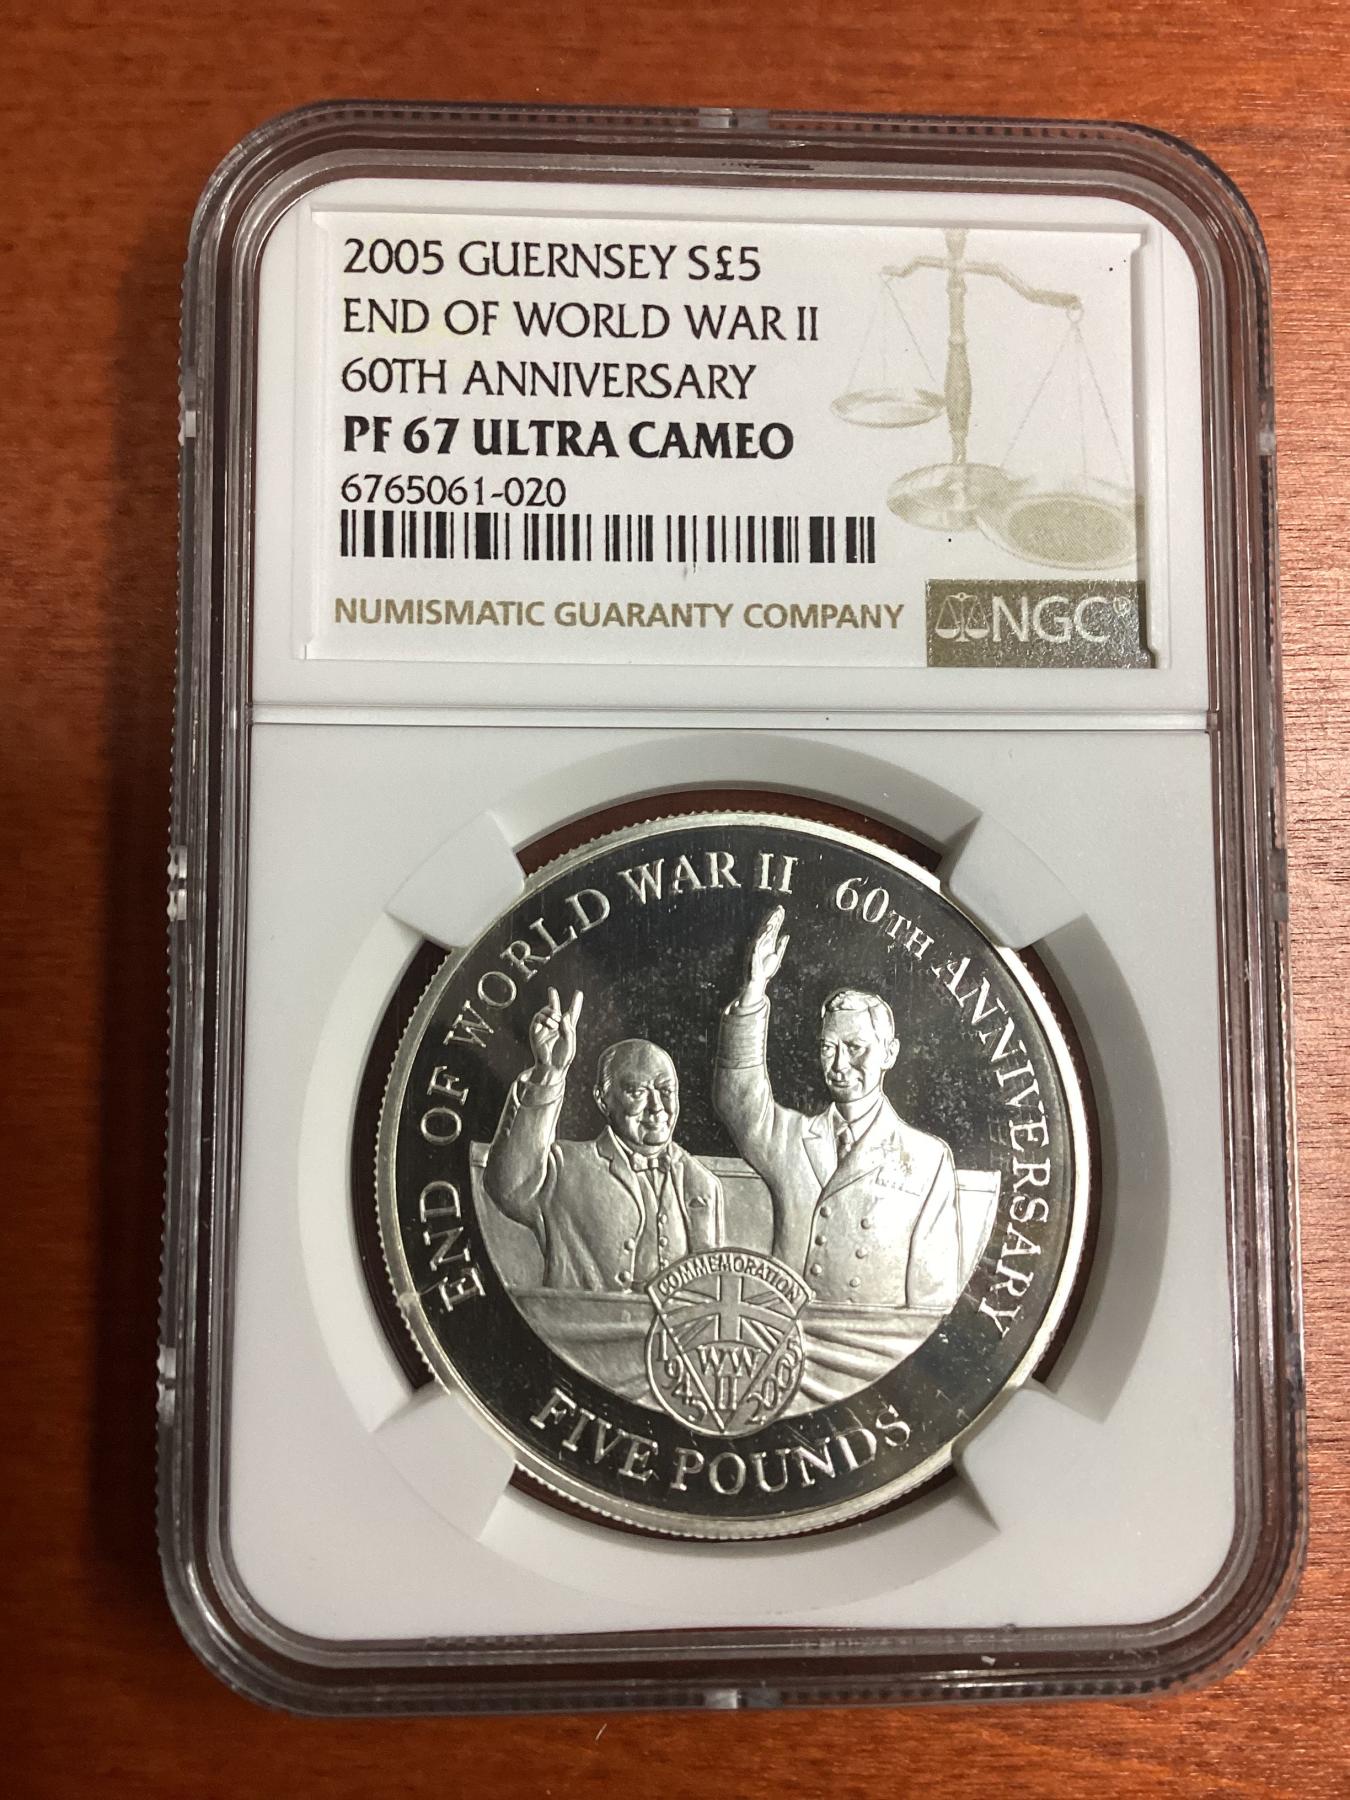 2005 GUERNSEY S£5
END OF WORLD WAR II
60TH ANNIVERSARY
PF 67 ULTRA CAMEO
6765061-020
NUMISMATIC GUARANTY COMPANY
NGC®
END OF WORLD WAR II 60TH ANNIVERSARY
COMMEMORATION
1945 WW II 2005
FIVE POUNDS